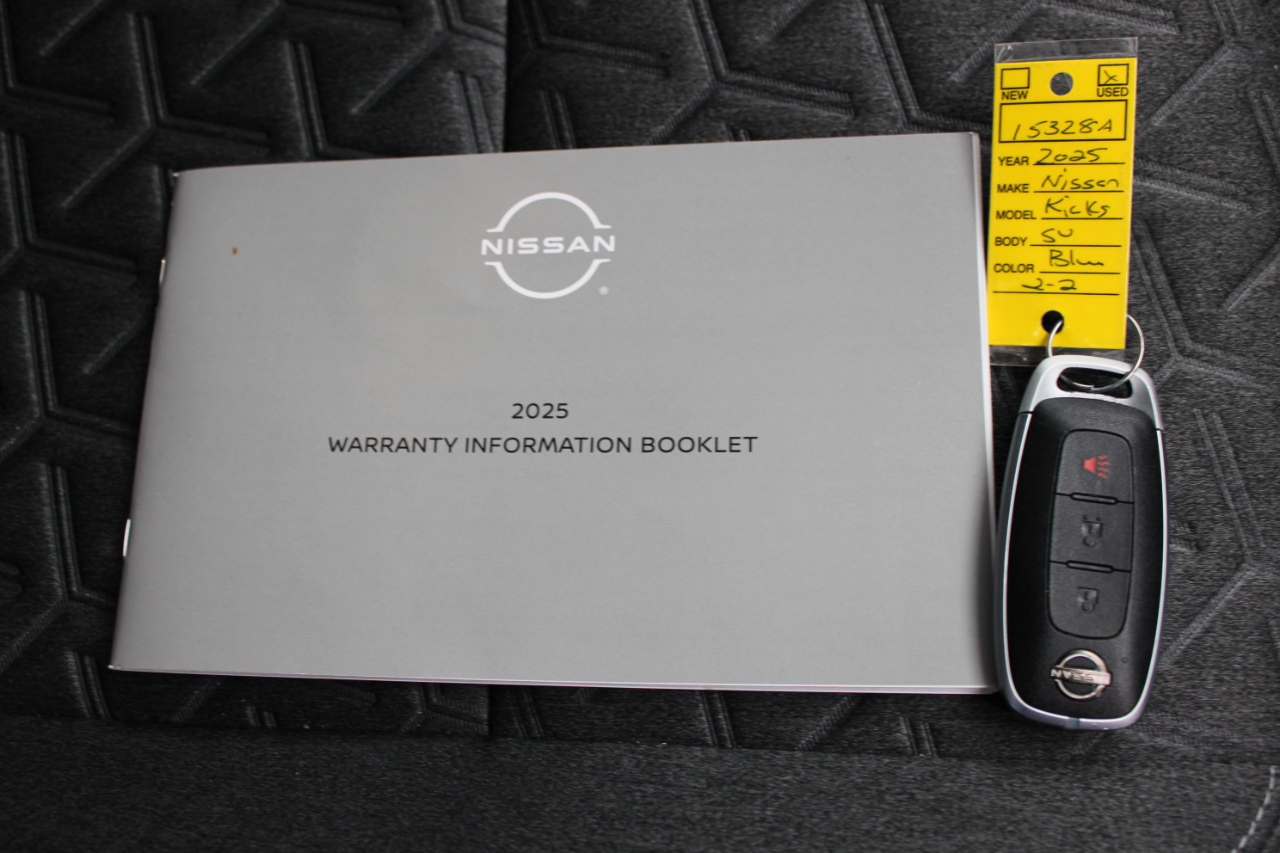 NISSAN
®
2025
WARRANTY INFORMATION BOOKLET
NEW X USED
15328A
YEAR 2025
MAKE Nissan
MODEL Kicks
BODY SU
COLOR Blue
2-2
NISSAN